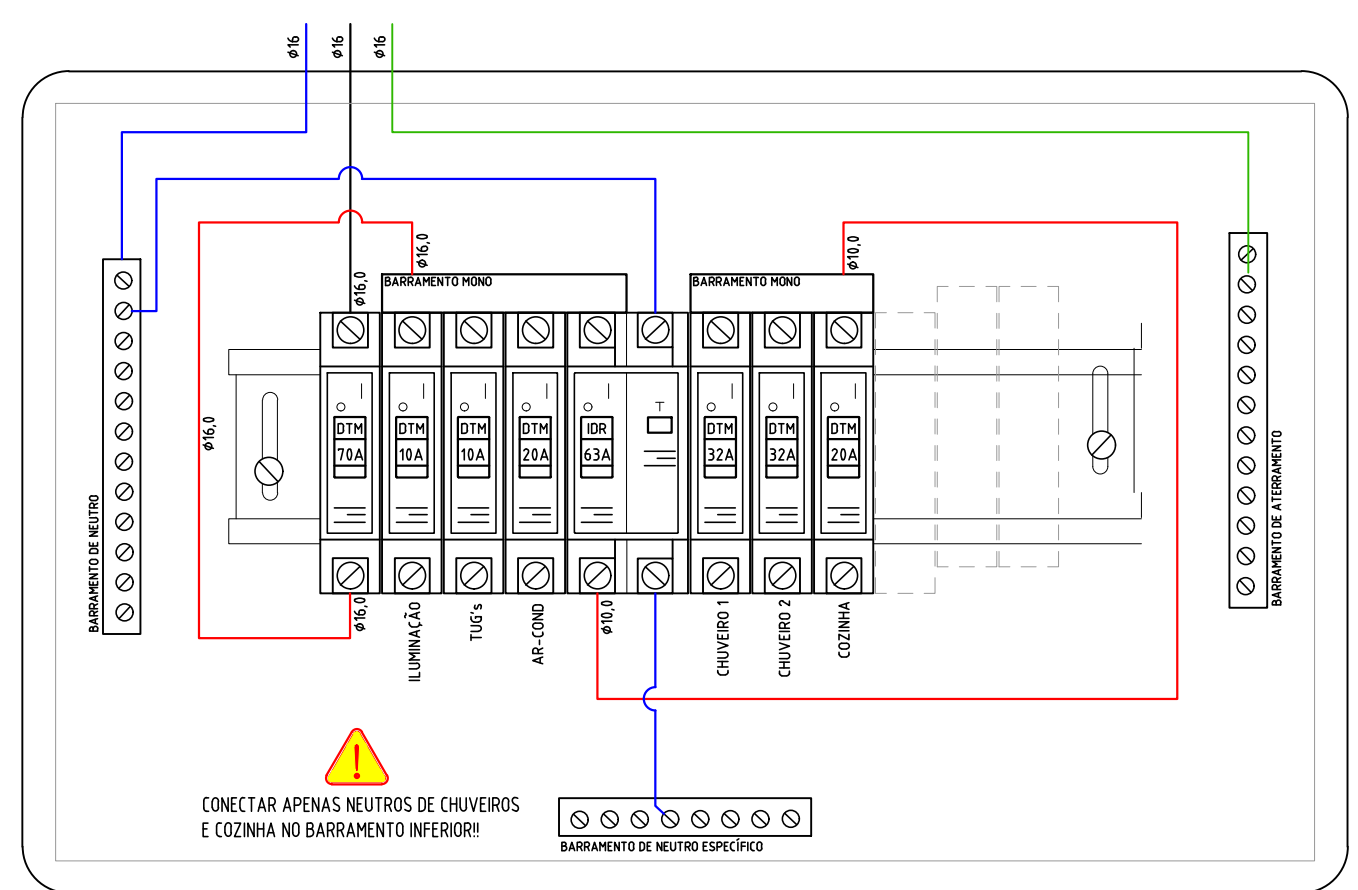 ø16
ø16
ø16
ø16,0
ø10,0
BARRAMENTO MONO
BARRAMENTO MONO
ø16,0
ø16,0
DTM
70A
DTM
10A
DTM
10A
DTM
20A
IDR
63A
T
DTM
32A
DTM
32A
DTM
20A
BARRAMENTO DE NEUTRO
BARRAMENTO DE ATERRAMENTO
ø16,0
ILUMINAÇÃO
TUG's
AR-COND
ø10,0
CHUVEIRO 1
CHUVEIRO 2
COZINHA
!
CONECTAR APENAS NEUTROS DE CHUVEIROS
E COZINHA NO BARRAMENTO INFERIOR!!
BARRAMENTO DE NEUTRO ESPECÍFICO